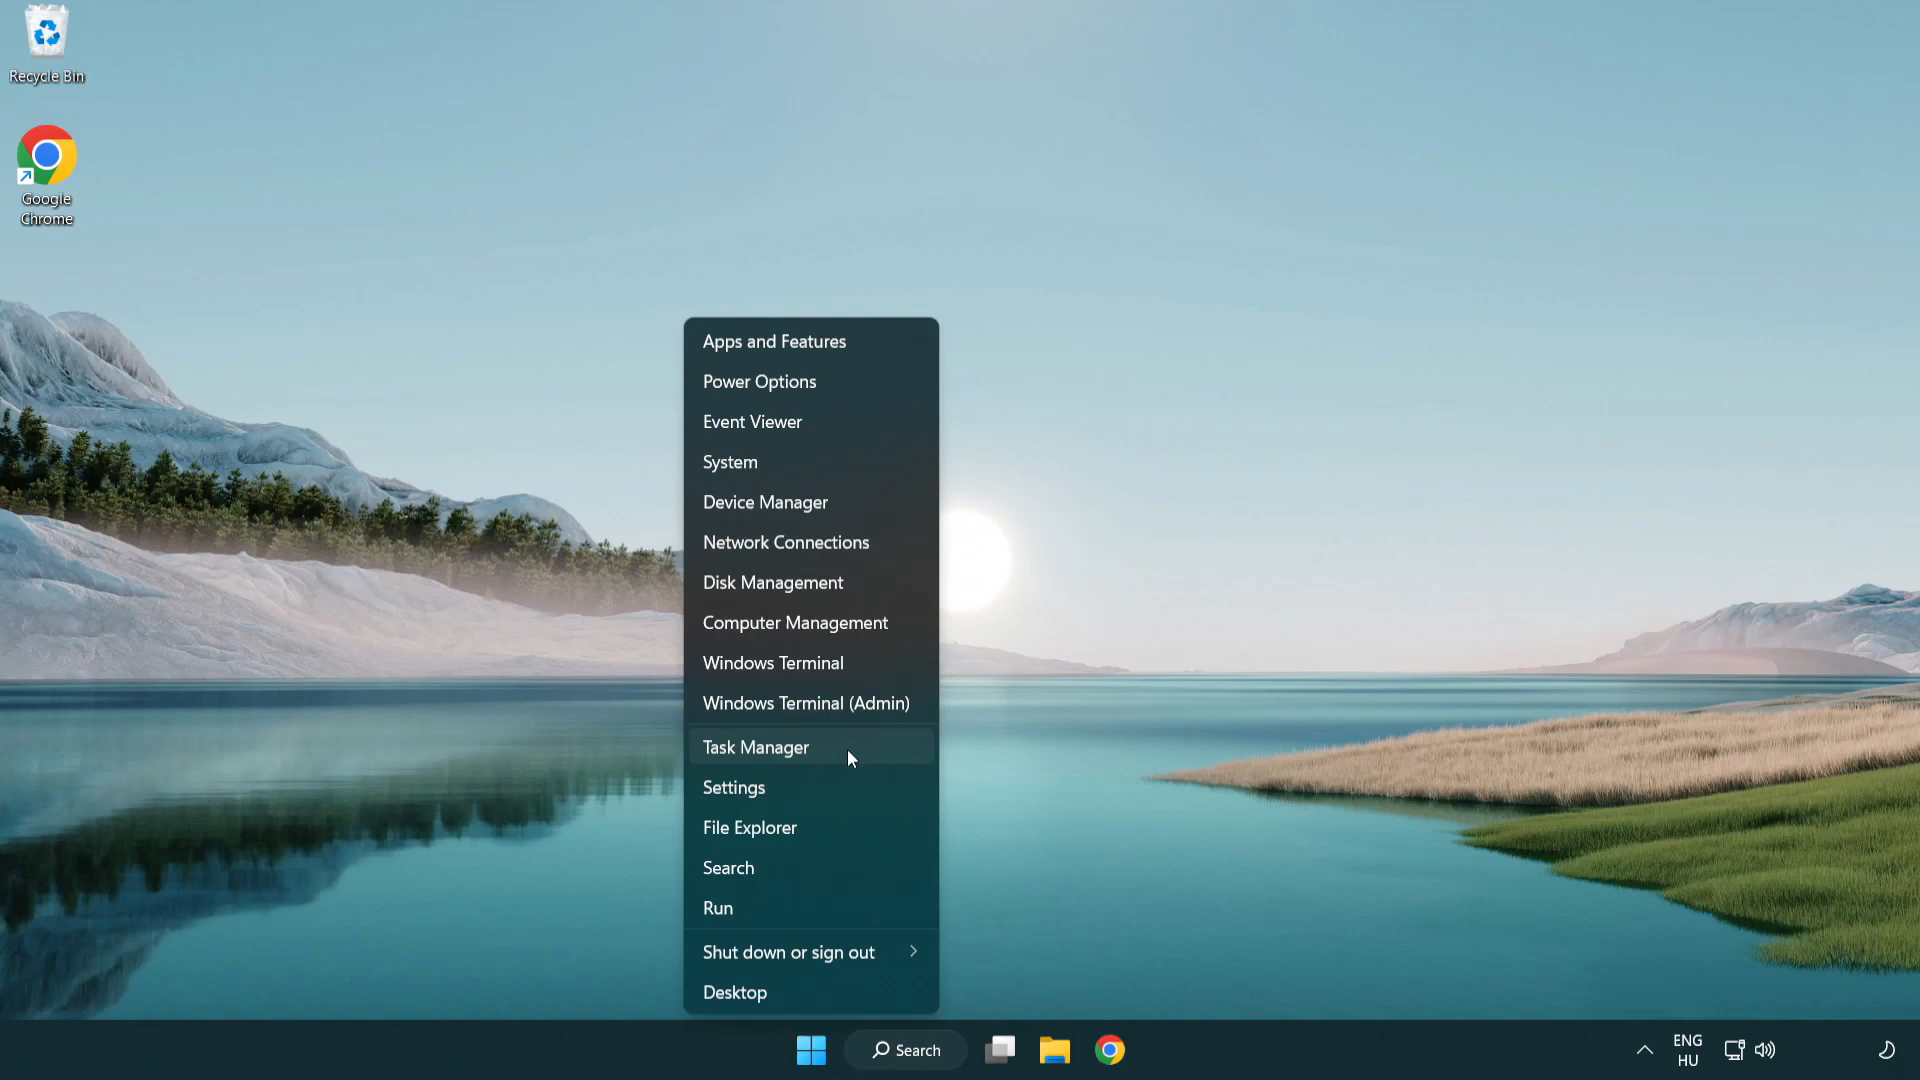 Recycle Bin
Google
Chrome
Apps and Features
Power Options
Event Viewer
System
Device Manager
Network Connections
Disk Management
Computer Management
Windows Terminal
Windows Terminal (Admin)
Task Manager
Settings
File Explorer
Search
Run
Shut down or sign out
Desktop
Search
ENG
HU